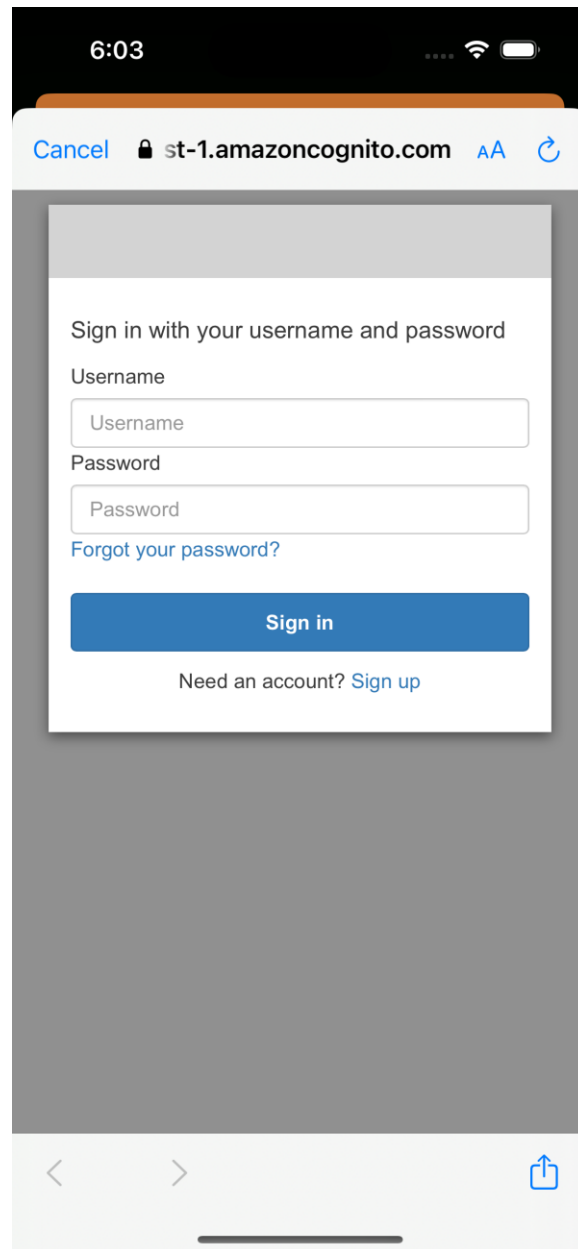 6:03
Cancel st-1.amazoncognito.com AA
Sign in with your username and password
Username
Username
Password
Password
Forgot your password?
Sign in
Need an account? Sign up